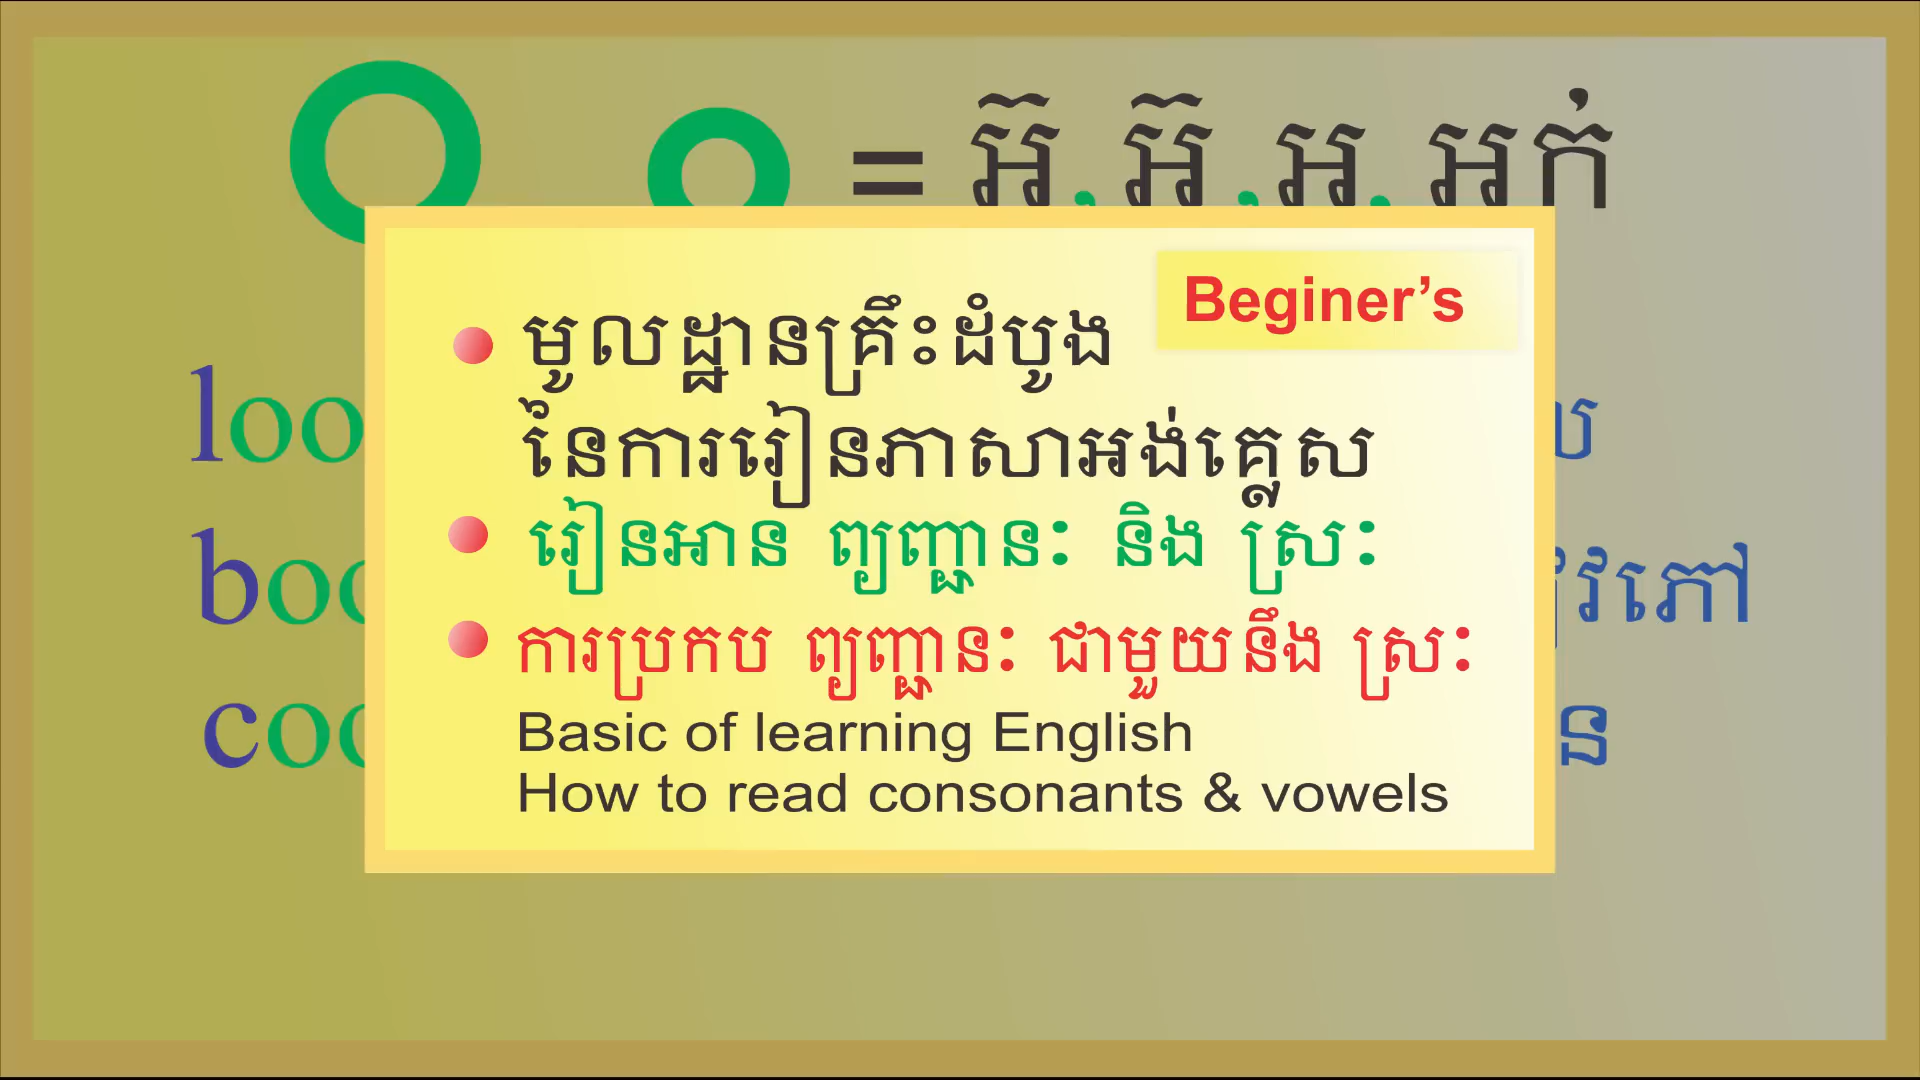 O o = អ៊.អ៊.អ.អក់
Beginer’s
មូលដ្ឋានគ្រឹះដំបូង
នៃការរៀនភាសាអង់គ្លេស
រៀនអាន ព្យញ្ជានៈ និង ស្រៈ
ការប្រកប ព្យញ្ជានៈ ជាមួយនឹង ស្រៈ
Basic of learning English
How to read consonants & vowels